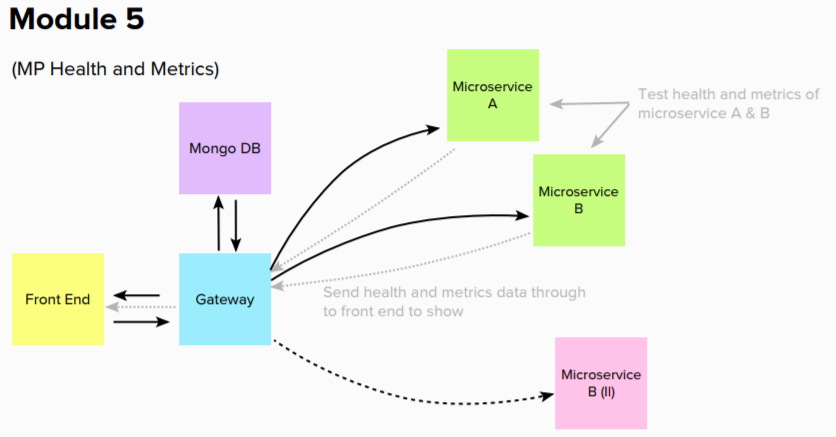 Module 5
(MP Health and Metrics)
Microservice
A
Test health and metrics of
microservice A & B
Mongo DB
Microservice
B
Front End
Gateway
Send health and metrics data through
to front end to show
Microservice
B (II)